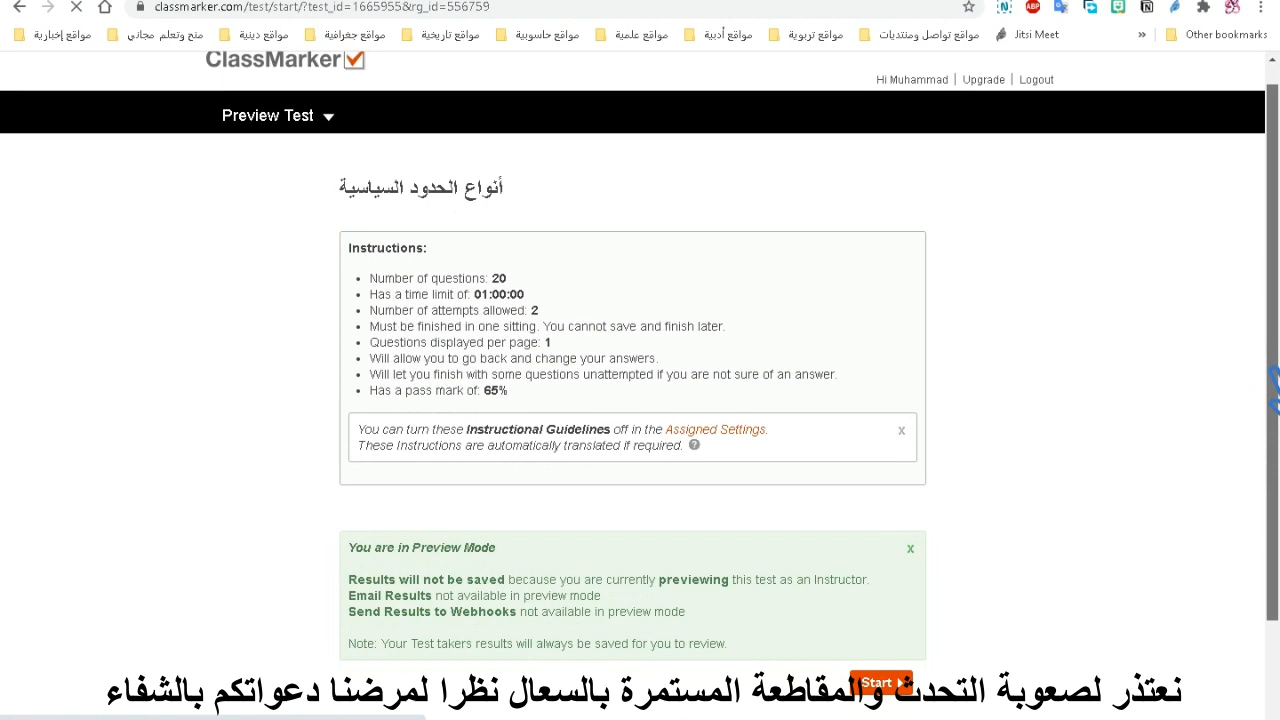 classmarker.com/test/start/?test_id=1665955&rg_id=556759
مواقع إخبارية
منح وتعلم مجاني
مواقع دينية
مواقع جغرافية
مواقع تاريخية
مواقع حاسوبية
مواقع علمية
مواقع أدبية
مواقع تربوية
مواقع تواصل ومنتديات
Jitsi Meet
»
Other bookmarks
ClassMarker
Hi Muhammad | Upgrade | Logout
Preview Test
أنواع الحدود السياسية
Instructions:
• Number of questions: 20
• Has a time limit of: 01:00:00
• Number of attempts allowed: 2
• Must be finished in one sitting. You cannot save and finish later.
• Questions displayed per page: 1
• Will allow you to go back and change your answers.
• Will let you finish with some questions unattempted if you are not sure of an answer.
• Has a pass mark of: 65%
You can turn these Instructional Guidelines off in the Assigned Settings. x
These Instructions are automatically translated if required. ?
You are in Preview Mode x
Results will not be saved because you are currently previewing this test as an Instructor.
Email Results not available in preview mode
Send Results to Webhooks not available in preview mode
Note: Your Test takers results will always be saved for you to review.
Start
نعتذر لصعوبة التحدث والمقاطعة المستمرة بالسعال نظرا لمرضنا دعواتكم بالشفاء